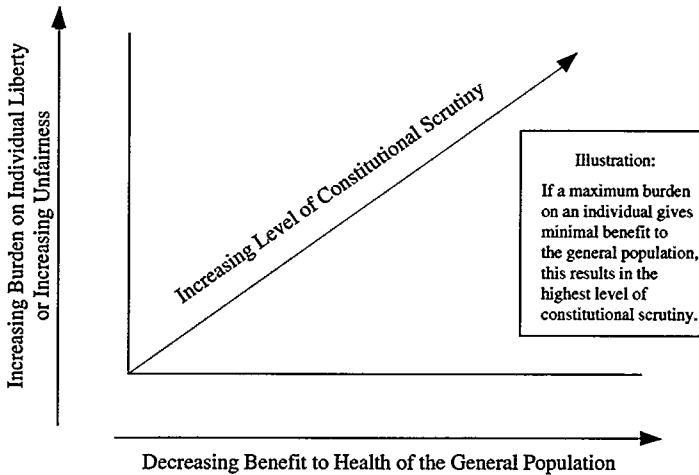 Increasing Burden on Individual Liberty
or Increasing Unfairness
Increasing Level of Constitutional Scrutiny
Illustration:
If a maximum burden
on an individual gives
minimal benefit to
the general population,
this results in the
highest level of
constitutional scrutiny.
Decreasing Benefit to Health of the General Population